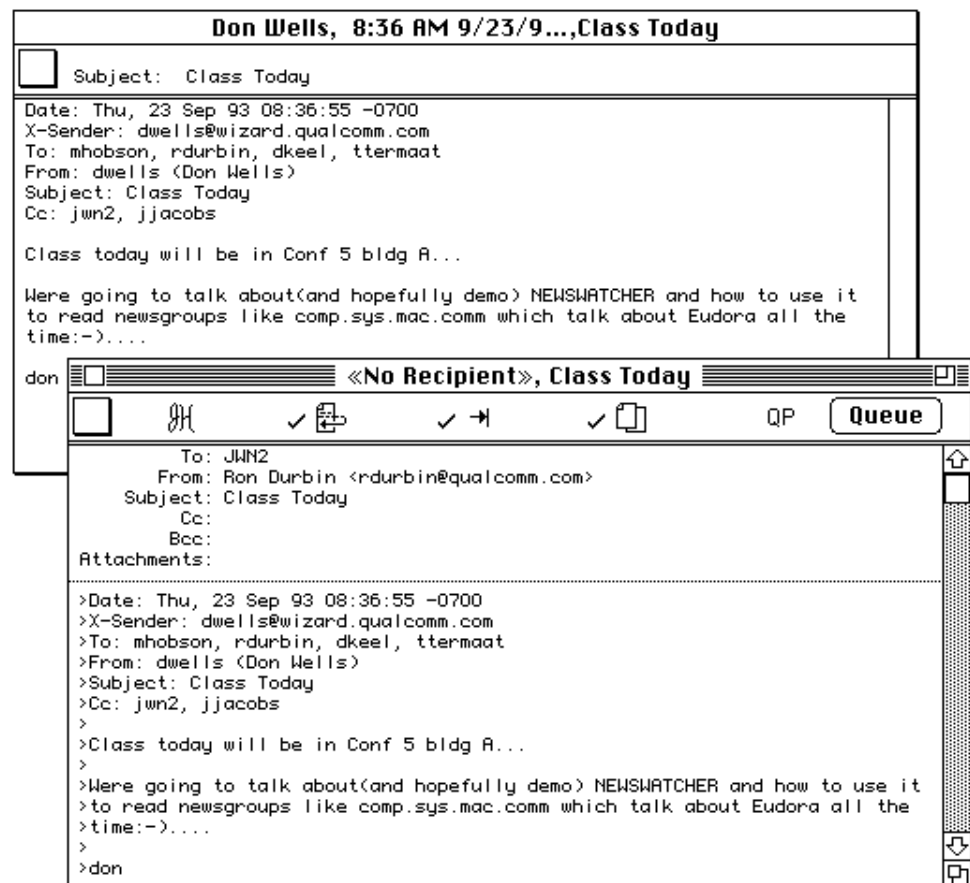 Don Wells, 8:36 AM 9/23/9...,Class Today
Subject: Class Today
Date: Thu, 23 Sep 93 08:36:55 -0700
X-Sender: dwells@wizard.qualcomm.com
To: mhobson, rdurbin, dkeel, ttermaat
From: dwells (Don Wells)
Subject: Class Today
Cc: jwn2, jjacobs
Class today will be in Conf 5 bldg A...
Were going to talk about(and hopefully demo) NEWSWATCHER and how to use it
to read newsgroups like comp.sys.mac.comm which talk about Eudora all the
time:-)....
don
«No Recipient», Class Today
QP Queue
To: JWN2
From: Ron Durbin <rdurbin@qualcomm.com>
Subject: Class Today
Cc:
Bcc:
Attachments:
>Date: Thu, 23 Sep 93 08:36:55 -0700
>X-Sender: dwells@wizard.qualcomm.com
>To: mhobson, rdurbin, dkeel, ttermaat
>From: dwells (Don Wells)
>Subject: Class Today
>Cc: jwn2, jjacobs
>
>Class today will be in Conf 5 bldg A...
>
>Were going to talk about(and hopefully demo) NEWSWATCHER and how to use it
>to read newsgroups like comp.sys.mac.comm which talk about Eudora all the
>time:-)....
>
>don